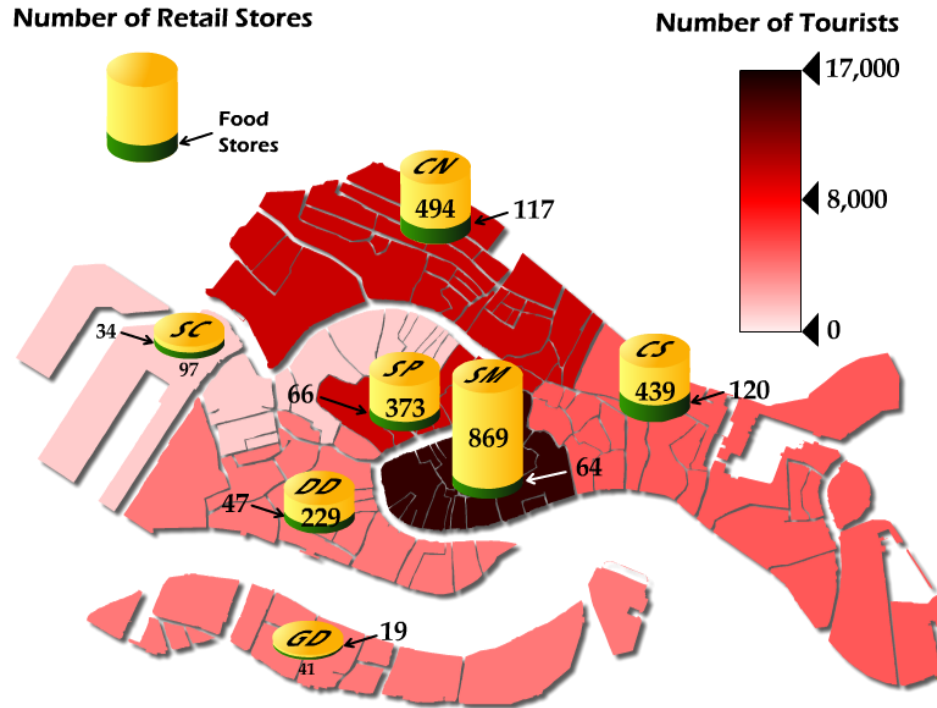 Number of Retail Stores
Number of Tourists
17,000
Food
Stores
8,000
0
CN
494
117
SC
34
97
CS
439
120
SP
66
373
SM
869
64
DD
47
229
GD
19
41